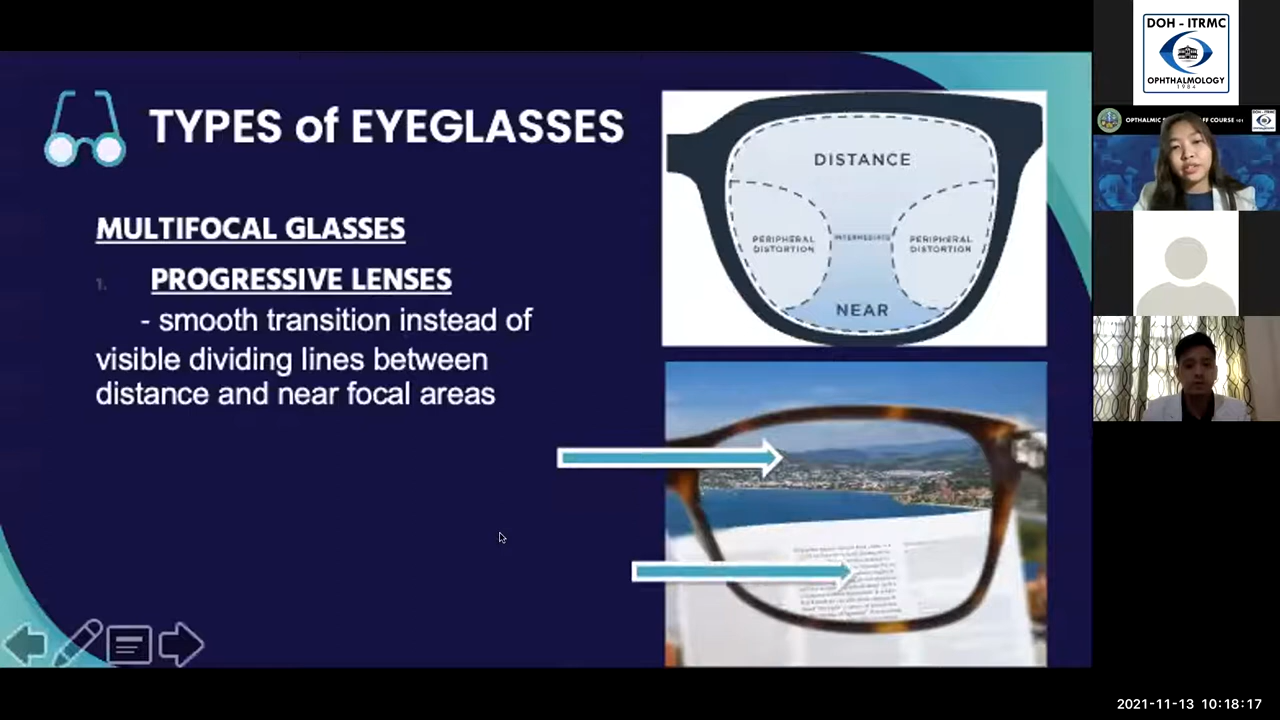 TYPES of EYEGLASSES
MULTIFOCAL GLASSES
1. PROGRESSIVE LENSES
- smooth transition instead of
visible dividing lines between
distance and near focal areas
DISTANCE
PERIPHERAL
DISTORTION
INTERMEDIATE
PERIPHERAL
DISTORTION
NEAR
DOH - ITRMC
OPHTHALMOLOGY
1984
2021-11-13 10:18:17